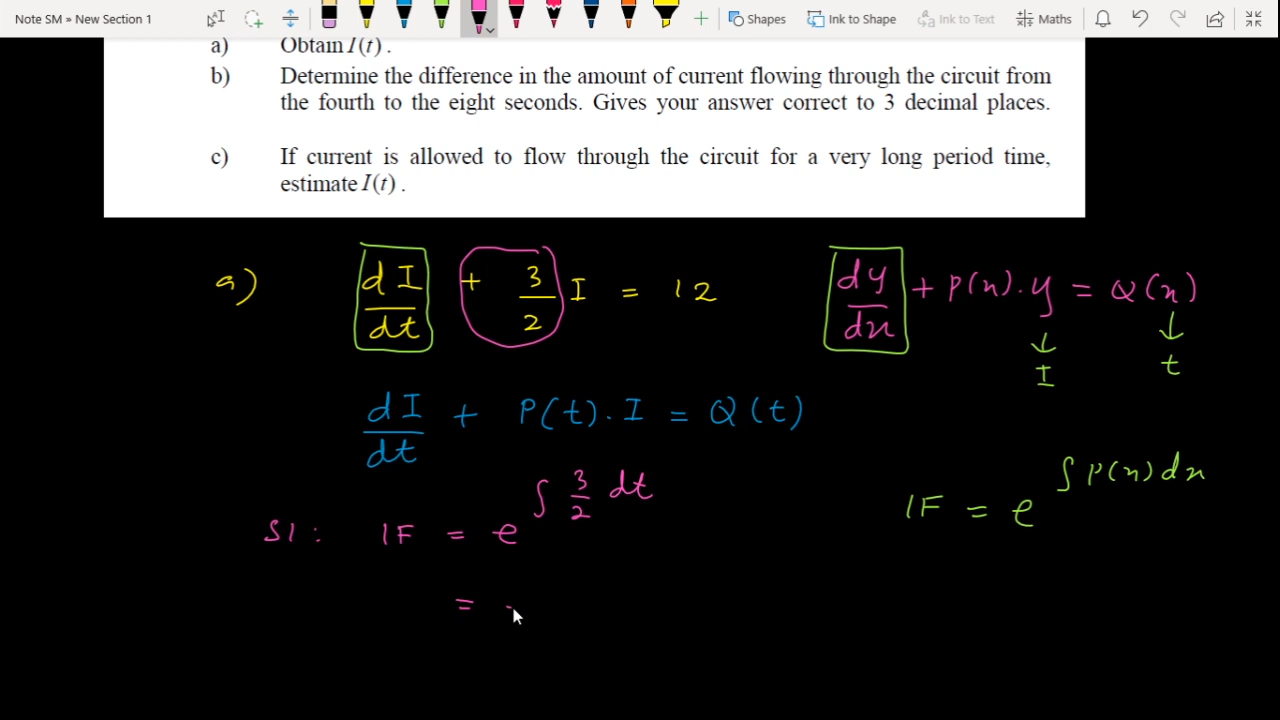 Note SM » New Section 1
Shapes Ink to Shape Ink to Text Maths
a) Obtain I(t) .
b) Determine the difference in the amount of current flowing through the circuit from
the fourth to the eight seconds. Gives your answer correct to 3 decimal places.
c) If current is allowed to flow through the circuit for a very long period time,
estimate I(t) .
a) dI/dt + 3/2 I = 12
dy/dx + P(x).y = Q(x)
↓ ↓
I t
dI/dt + P(t).I = Q(t)
S1: IF = e^∫ 3/2 dt
IF = e^∫ P(x) dx
=